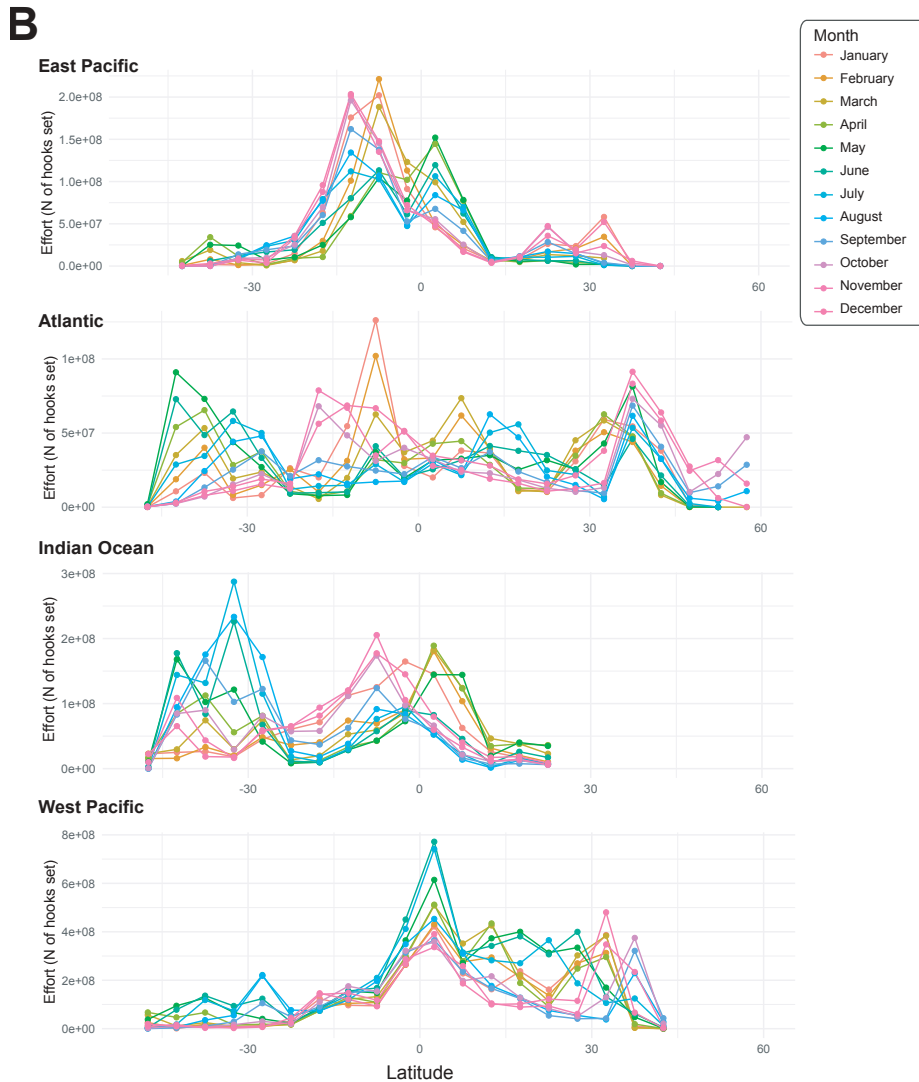 B
Month
January
February
March
April
May
June
July
August
September
October
November
December
East Pacific
Effort (N of hooks set)
2.0e+08
1.5e+08
1.0e+08
5.0e+07
0.0e+00
-30
0
30
60
Atlantic
Effort (N of hooks set)
1e+08
5e+07
0e+00
-30
0
30
60
Indian Ocean
Effort (N of hooks set)
3e+08
2e+08
1e+08
0e+00
-30
0
30
60
West Pacific
Effort (N of hooks set)
8e+08
6e+08
4e+08
2e+08
0e+00
-30
0
30
60
Latitude